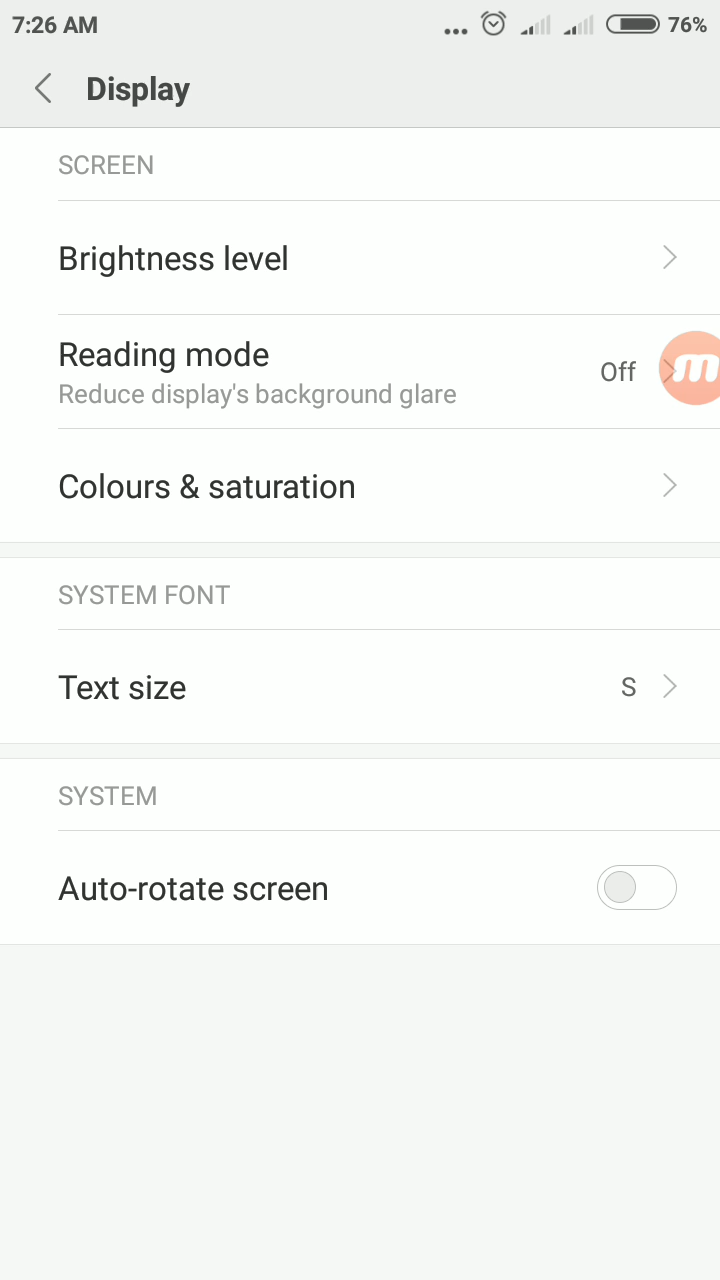 7:26 AM
76%
Display
SCREEN
Brightness level
Reading mode
Reduce display's background glare
Off
m
Colours & saturation
SYSTEM FONT
Text size
S
SYSTEM
Auto-rotate screen